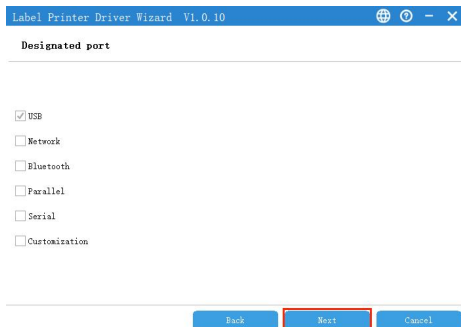 Label Printer Driver Wizard V1.0.10
Designated port
USB
Network
Bluetooth
Parallel
Serial
Customization
Back Next Cancel